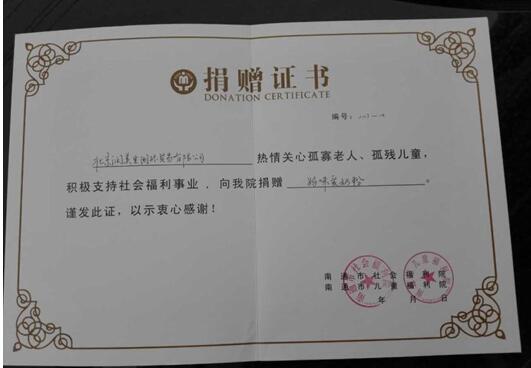 捐赠证书
DONATION CERTIFICATE
编号：
热情关心孤寡老人、孤残儿童，
积极支持社会福利事业，向我院捐赠 奶粉。
谨发此证，以示衷心感谢！
南通市社会福利院
南通市儿童福利院
年 月 日